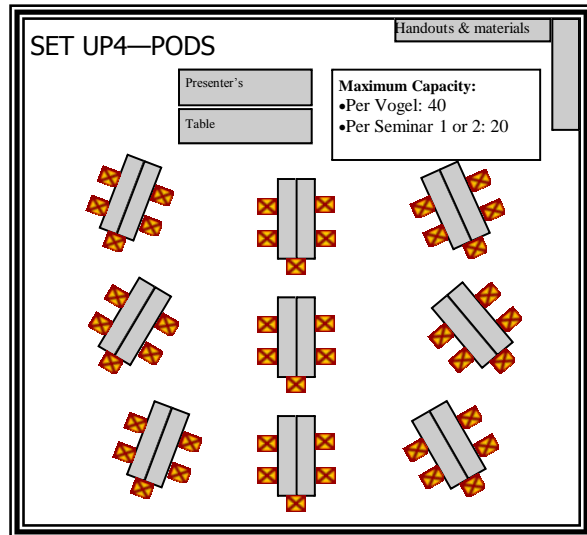 SET UP4—PODS
Handouts & materials
Presenter's
Table
Maximum Capacity:
•Per Vogel: 40
•Per Seminar 1 or 2: 20